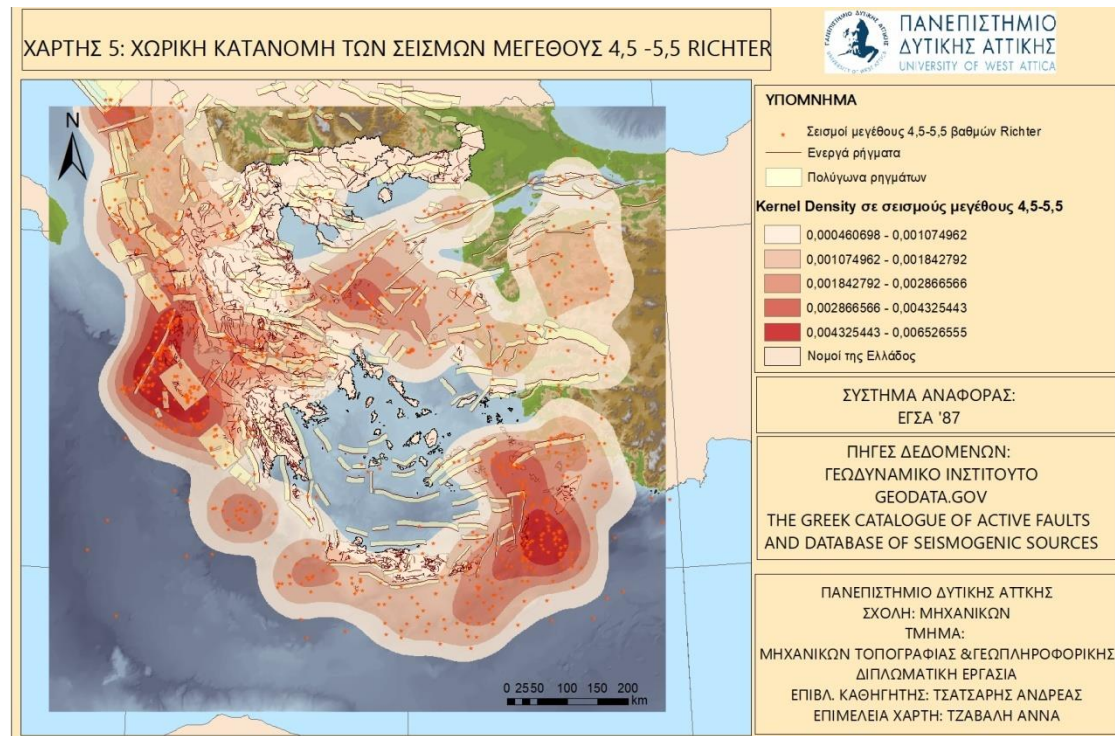 ΧΑΡΤΗΣ 5: ΧΩΡΙΚΗ ΚΑΤΑΝΟΜΗ ΤΩΝ ΣΕΙΣΜΩΝ ΜΕΓΕΘΟΥΣ 4,5 -5,5 RICHTER
ΠΑΝΕΠΙΣΤΗΜΙΟ
ΔΥΤΙΚΗΣ ΑΤΤΙΚΗΣ
UNIVERSITY OF WEST ATTICA
N
ΥΠΟΜΝΗΜΑ
Σεισμοί μεγέθους 4,5-5,5 βαθμών Richter
Ενεργά ρήγματα
Πολύγωνα ρηγμάτων
Kernel Density σε σεισμούς μεγέθους 4,5-5,5
0,000460698 - 0,001074962
0,001074962 - 0,001842792
0,001842792 - 0,002866566
0,002866566 - 0,004325443
0,004325443 - 0,006526555
Νομοί της Ελλάδος
ΣΥΣΤΗΜΑ ΑΝΑΦΟΡΑΣ:
ΕΓΣΑ '87
ΠΗΓΕΣ ΔΕΔΟΜΕΝΩΝ:
ΓΕΩΔΥΝΑΜΙΚΟ ΙΝΣΤΙΤΟΥΤΟ
GEODATA.GOV
THE GREEK CATALOGUE OF ACTIVE FAULTS
AND DATABASE OF SEISMOGENIC SOURCES
ΠΑΝΕΠΙΣΤΗΜΙΟ ΔΥΤΙΚΗΣ ΑΤΤΚΗΣ
ΣΧΟΛΗ: ΜΗΧΑΝΙΚΩΝ
ΤΜΗΜΑ:
ΜΗΧΑΝΙΚΩΝ ΤΟΠΟΓΡΑΦΙΑΣ &ΓΕΩΠΛΗΡΟΦΟΡΙΚΗΣ
ΔΙΠΛΩΜΑΤΙΚΗ ΕΡΓΑΣΙΑ
ΕΠΙΒΛ. ΚΑΘΗΓΗΤΗΣ: ΤΣΑΤΣΑΡΗΣ ΑΝΔΡΕΑΣ
ΕΠΙΜΕΛΕΙΑ ΧΑΡΤΗ: ΤΖΑΒΑΛΗ ΑΝΝΑ
0 25 50 100 150 200
km